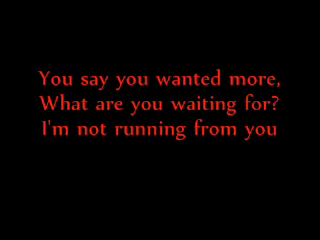 You say you wanted more,
What are you waiting for?
I'm not running from you